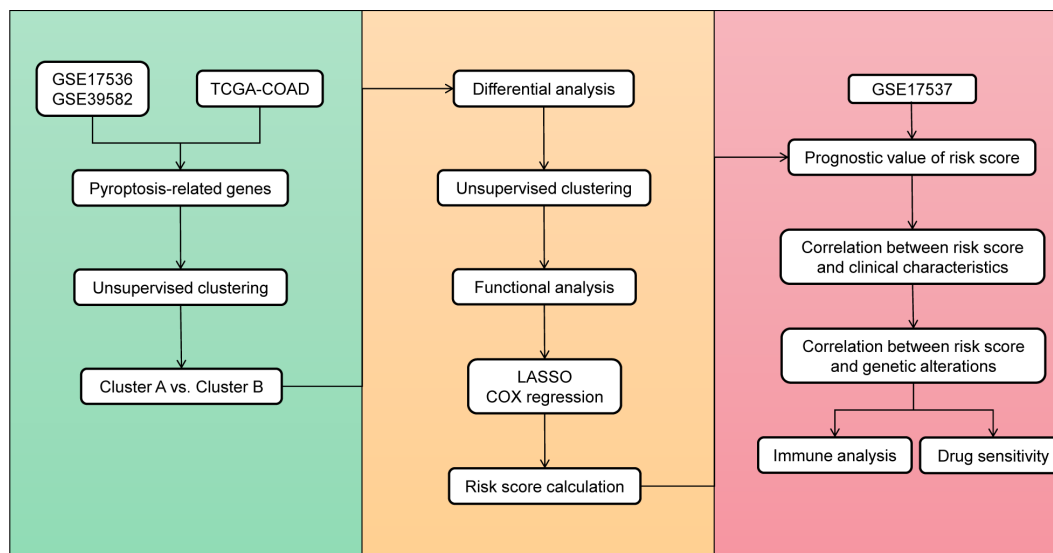 GSE17536
GSE39582
TCGA-COAD
Pyroptosis-related genes
Unsupervised clustering
Cluster A vs. Cluster B
Differential analysis
Unsupervised clustering
Functional analysis
LASSO
COX regression
Risk score calculation
GSE17537
Prognostic value of risk score
Correlation between risk score
and clinical characteristics
Correlation between risk score
and genetic alterations
Immune analysis
Drug sensitivity